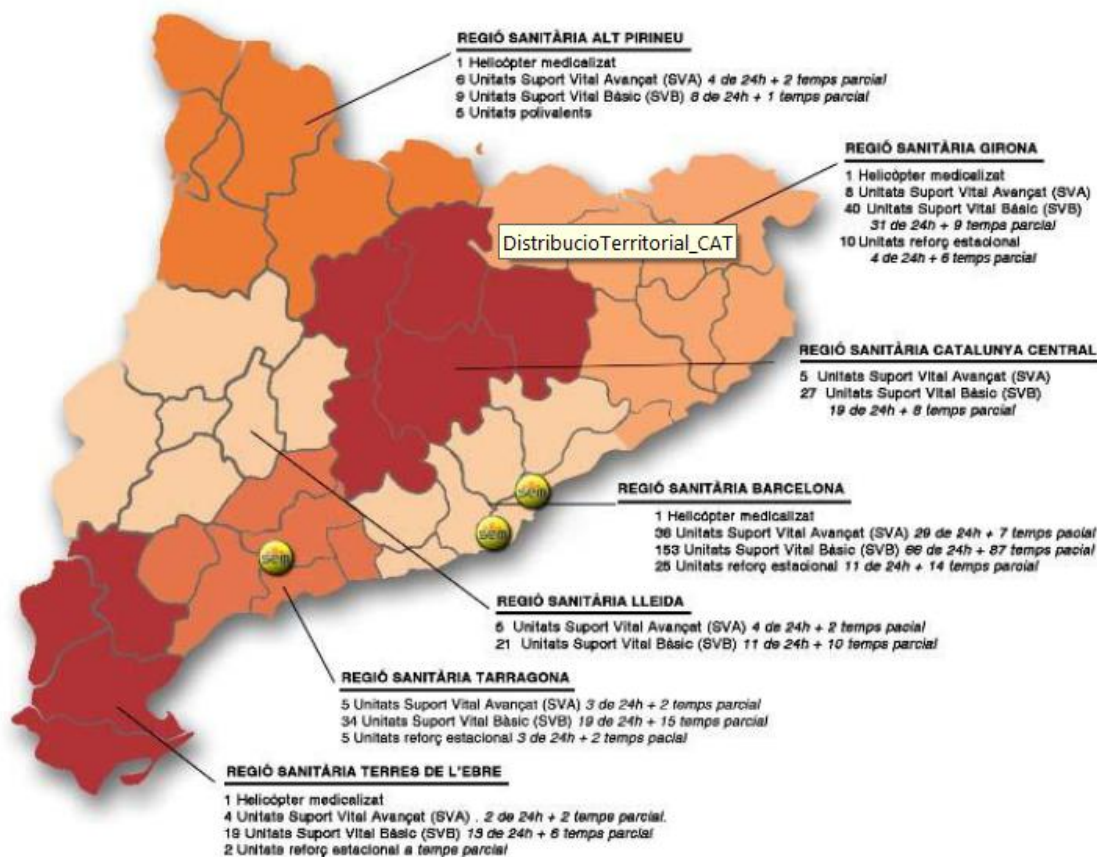 REGIÓ SANITÀRIA ALT PIRINEU
1 Helicòpter medicalizat
6 Unitats Suport Vital Avançat (SVA) 4 de 24h + 2 temps parcial
9 Unitats Suport Vital Bàsic (SVB) 8 de 24h + 1 temps parcial
5 Unitats polivalents
REGIÓ SANITÀRIA GIRONA
1 Helicòpter medicalizat
8 Unitats Suport Vital Avançat (SVA)
40 Unitats Suport Vital Bàsic (SVB)
31 de 24h + 9 temps parcial
10 Unitats reforç estacional
4 de 24h + 6 temps parcial
DistribucioTerritorial_CAT
REGIÓ SANITÀRIA CATALUNYA CENTRAL
5 Unitats Suport Vital Avançat (SVA)
27 Unitats Suport Vital Bàsic (SVB)
19 de 24h + 8 temps parcial
REGIÓ SANITÀRIA BARCELONA
1 Helicòpter medicalizat
36 Unitats Suport Vital Avançat (SVA) 29 de 24h + 7 temps pacial
153 Unitats Suport Vital Bàsic (SVB) 66 de 24h + 87 temps pacial
25 Unitats reforç estacional 11 de 24h + 14 temps parcial
sem
sem
sem
REGIÓ SANITÀRIA LLEIDA
6 Unitats Suport Vital Avançat (SVA) 4 de 24h + 2 temps pacial
21 Unitats Suport Vital Bàsic (SVB) 11 de 24h + 10 temps parcial
REGIÓ SANITÀRIA TARRAGONA
5 Unitats Suport Vital Avançat (SVA) 3 de 24h + 2 temps parcial
34 Unitats Suport Vital Bàsic (SVB) 19 de 24h + 15 temps parcial
5 Unitats reforç estacional 3 de 24h + 2 temps pacial
REGIÓ SANITÀRIA TERRES DE L'EBRE
1 Helicòpter medicalizat
4 Unitats Suport Vital Avançat (SVA) . 2 de 24h + 2 temps parcial.
19 Unitats Suport Vital Bàsic (SVB) 13 de 24h + 6 temps parcial
2 Unitats reforç estacional a temps parcial